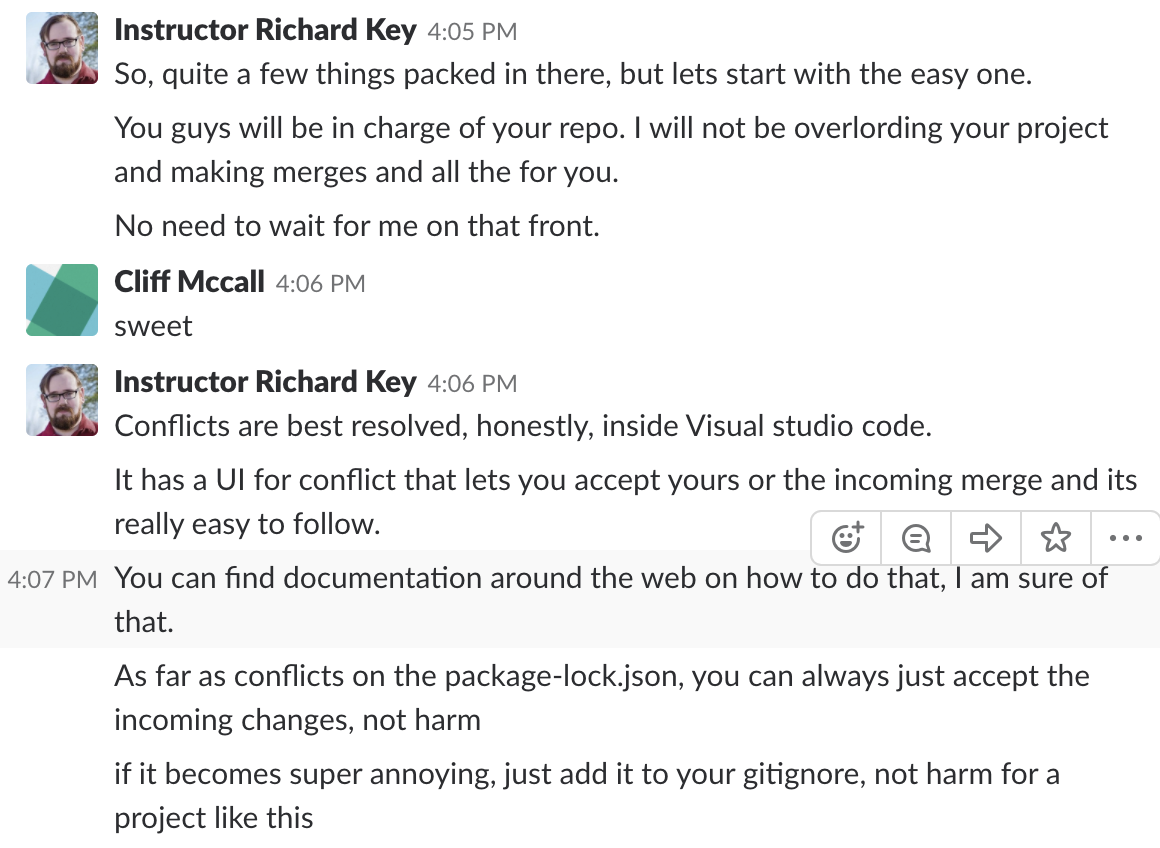 Instructor Richard Key 4:05 PM
So, quite a few things packed in there, but lets start with the easy one.
You guys will be in charge of your repo. I will not be overlording your project
and making merges and all the for you.
No need to wait for me on that front.
Cliff Mccall 4:06 PM
sweet
Instructor Richard Key 4:06 PM
Conflicts are best resolved, honestly, inside Visual studio code.
It has a UI for conflict that lets you accept yours or the incoming merge and its
really easy to follow.
4:07 PM You can find documentation around the web on how to do that, I am sure of
that.
As far as conflicts on the package-lock.json, you can always just accept the
incoming changes, not harm
if it becomes super annoying, just add it to your gitignore, not harm for a
project like this